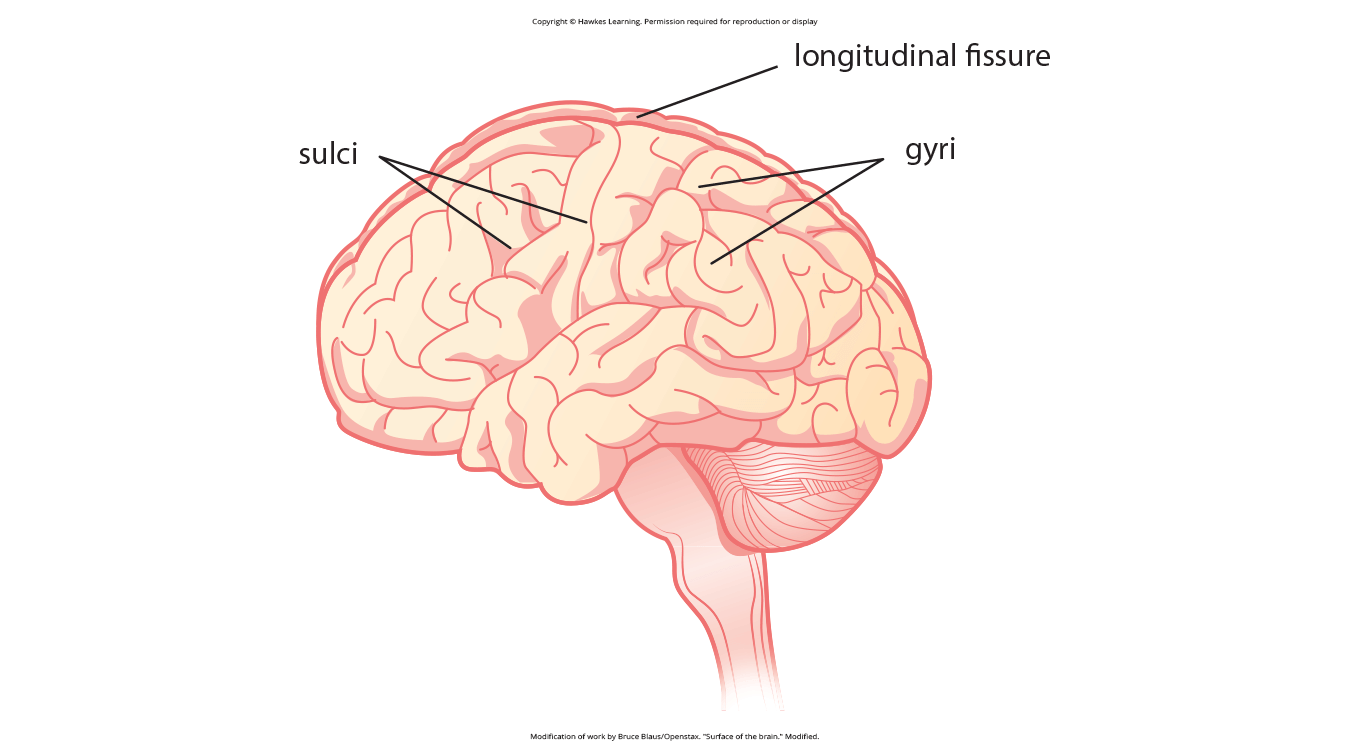 Copyright © Hawkes Learning. Permission required for reproduction or display
longitudinal fissure
sulci
gyri
Modification of work by Bruce Blaus/Openstax. "Surface of the brain." Modified.